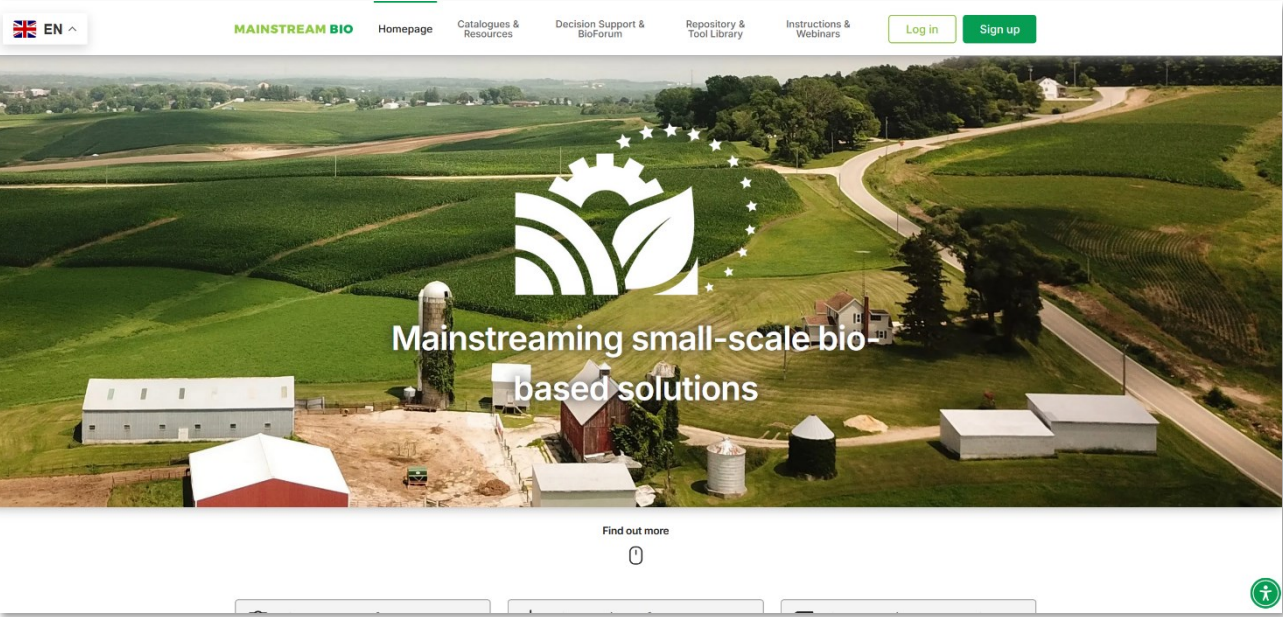 EN
MAINSTREAM BIO
Homepage
Catalogues &
Resources
Decision Support &
BioForum
Repository &
Tool Library
Instructions &
Webinars
Log in
Sign up
Mainstreaming small-scale bio-
based solutions
Find out more